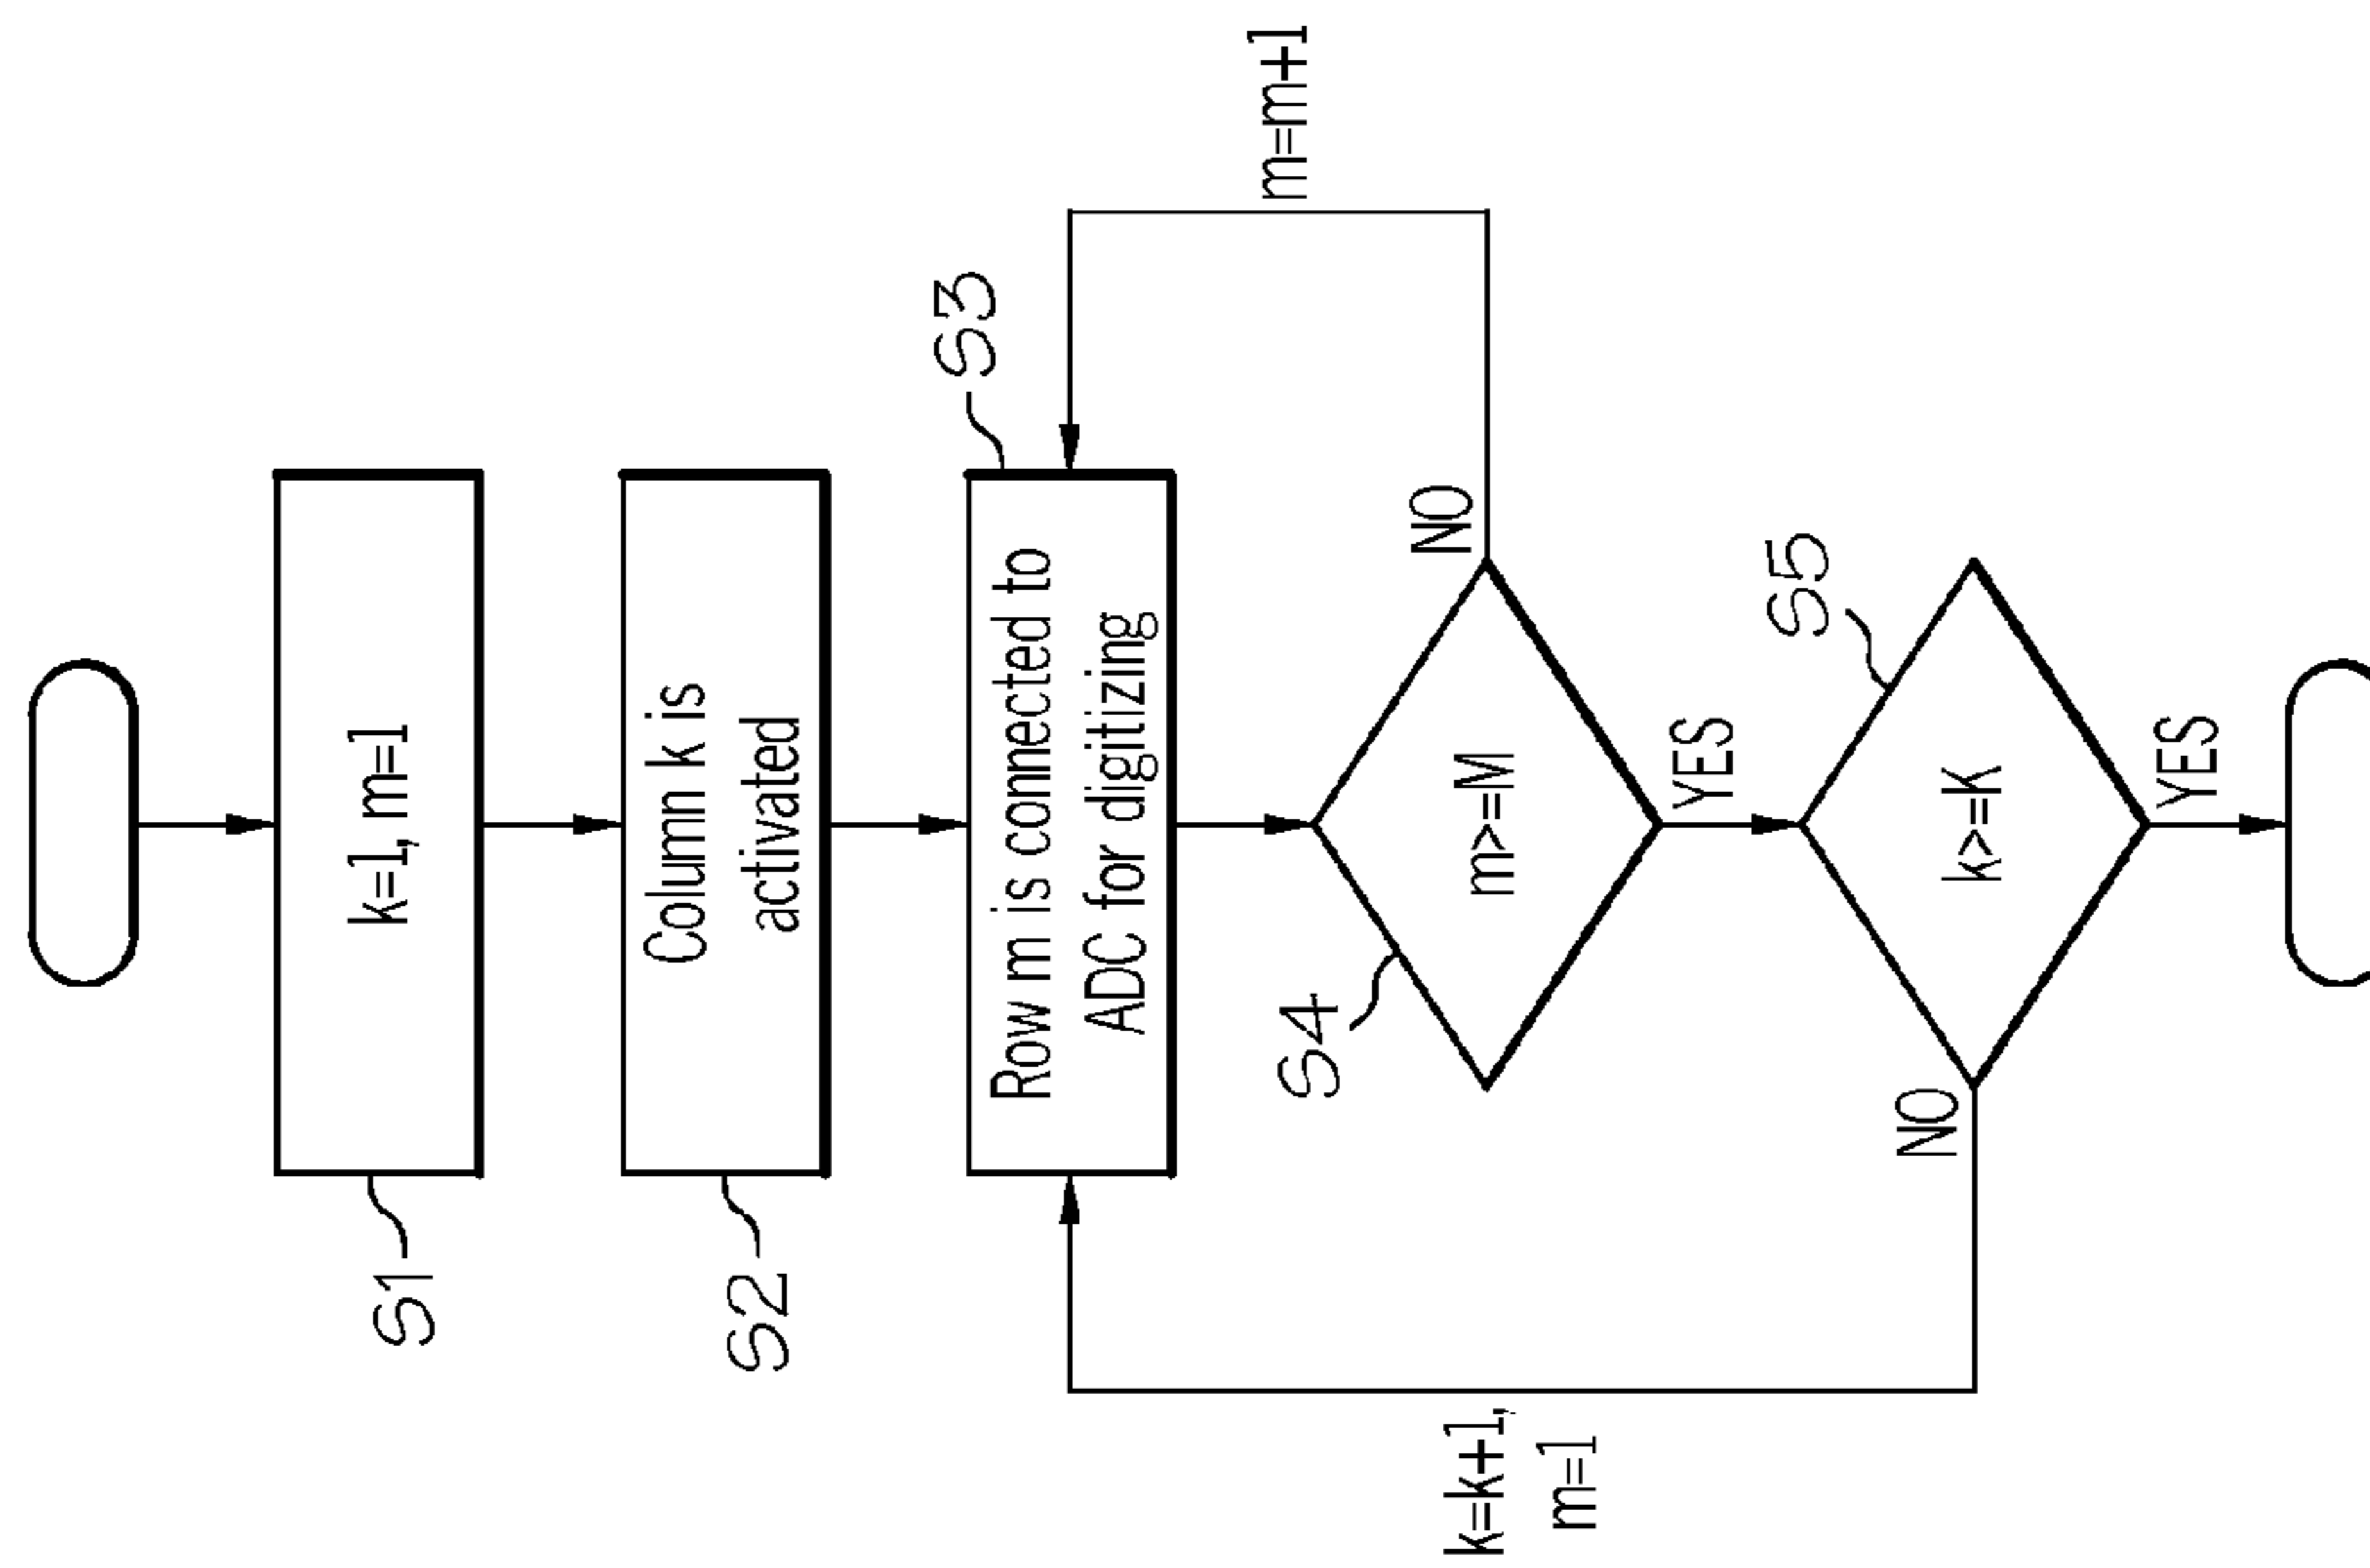 S1
k=1, m=1
S2
Column k is
activated
S3
Row m is connected to
ADC for digitizing
m=m+1
S4
m>=M
NO
YES
S5
k>=K
NO
YES
k=k+1,
m=1